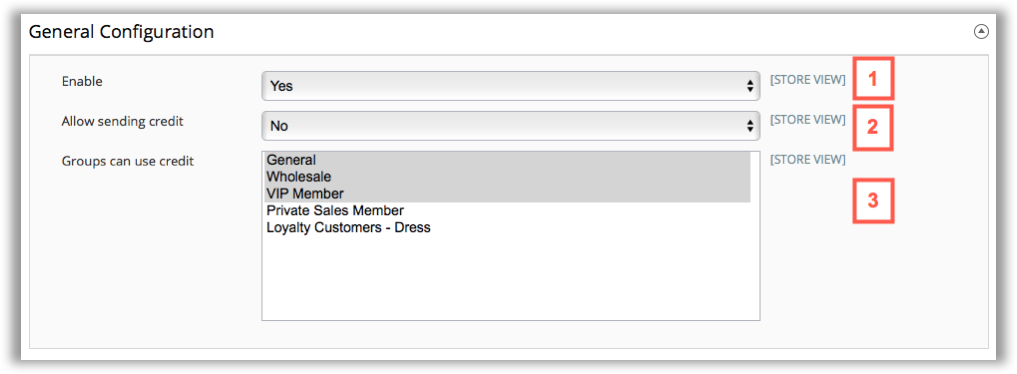 General Configuration
Enable Yes [STORE VIEW] 1
Allow sending credit No [STORE VIEW] 2
Groups can use credit General [STORE VIEW]
Wholesale
VIP Member 3
Private Sales Member
Loyalty Customers - Dress